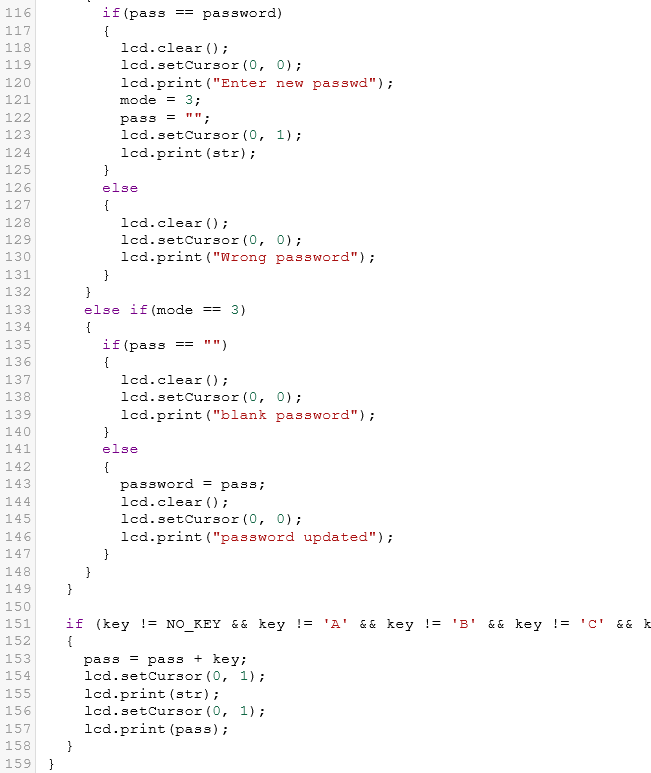 116 if(pass == password)
117 {
118 lcd.clear();
119 lcd.setCursor(0, 0);
120 lcd.print("Enter new passwd");
121 mode = 3;
122 pass = "";
123 lcd.setCursor(0, 1);
124 lcd.print(str);
125 }
126 else
127 {
128 lcd.clear();
129 lcd.setCursor(0, 0);
130 lcd.print("Wrong password");
131 }
132 }
133 else if(mode == 3)
134 {
135 if(pass == "")
136 {
137 lcd.clear();
138 lcd.setCursor(0, 0);
139 lcd.print("blank password");
140 }
141 else
142 {
143 password = pass;
144 lcd.clear();
145 lcd.setCursor(0, 0);
146 lcd.print("password updated");
147 }
148 }
149 }
150
151 if (key != NO_KEY && key != 'A' && key != 'B' && key != 'C' && k
152 {
153 pass = pass + key;
154 lcd.setCursor(0, 1);
155 lcd.print(str);
156 lcd.setCursor(0, 1);
157 lcd.print(pass);
158 }
159 }